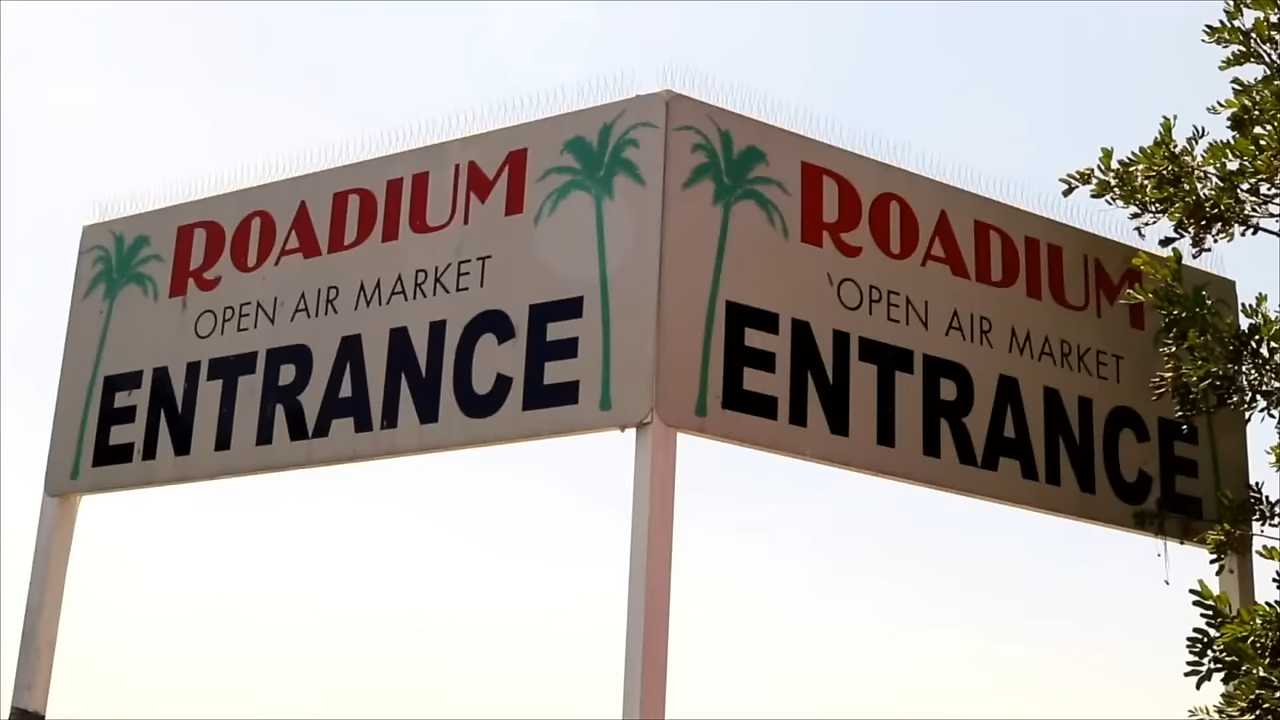 ROADIUM
OPEN AIR MARKET
ENTRANCE
ROADIUM
OPEN AIR MARKET
ENTRANCE